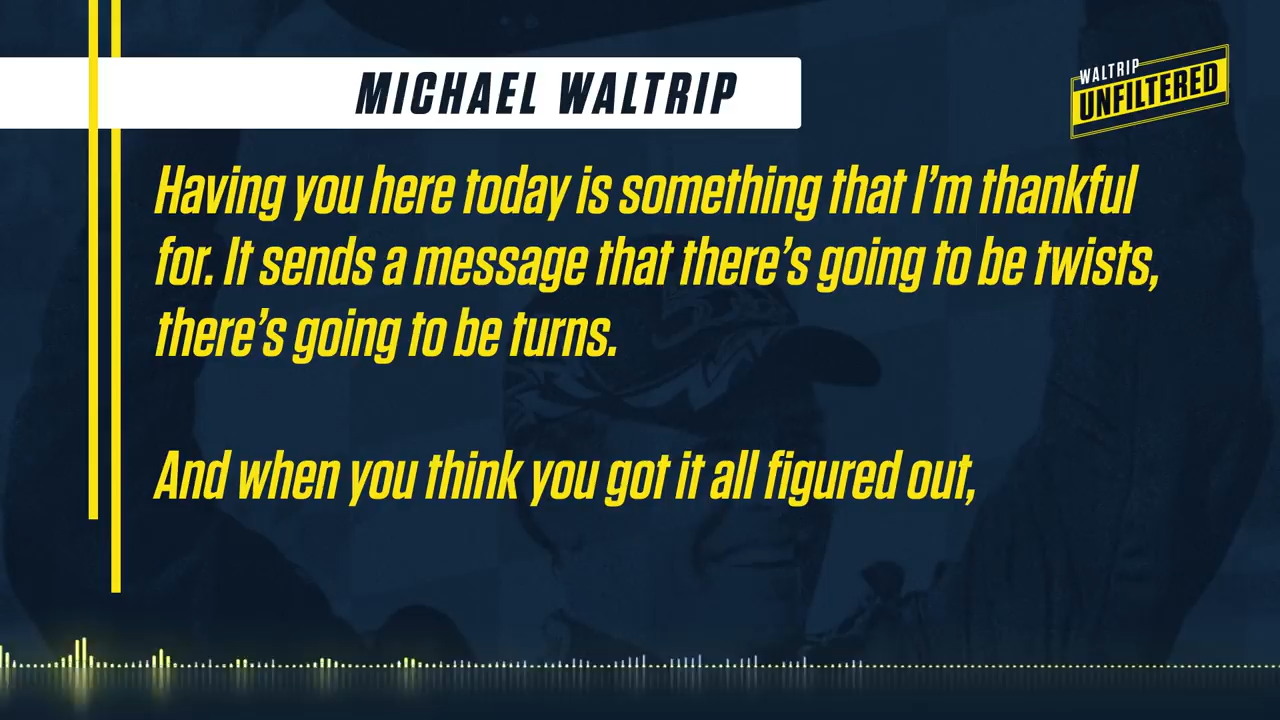 MICHAEL WALTRIP
WALTRIP
UNFILTERED
Having you here today is something that I’m thankful
for. It sends a message that there’s going to be twists,
there’s going to be turns.
And when you think you got it all figured out,